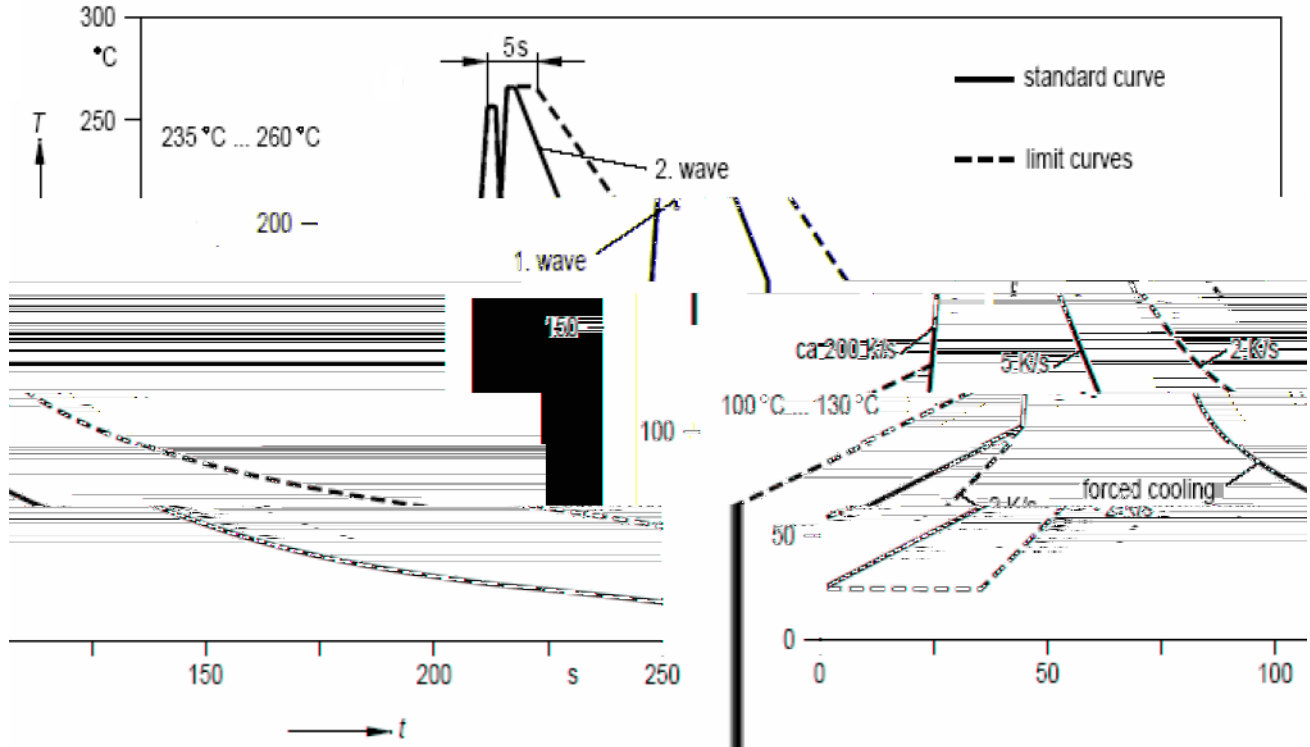 300
°C
5 s
standard curve
250
T
235 °C ... 260 °C
2. wave
limit curves
200
1. wave
150
ca 200 K/s
5 K/s
2 K/s
100 °C ... 130 °C
100
forced cooling
2 K/s
50
0
150
200
s
250
0
50
100
t